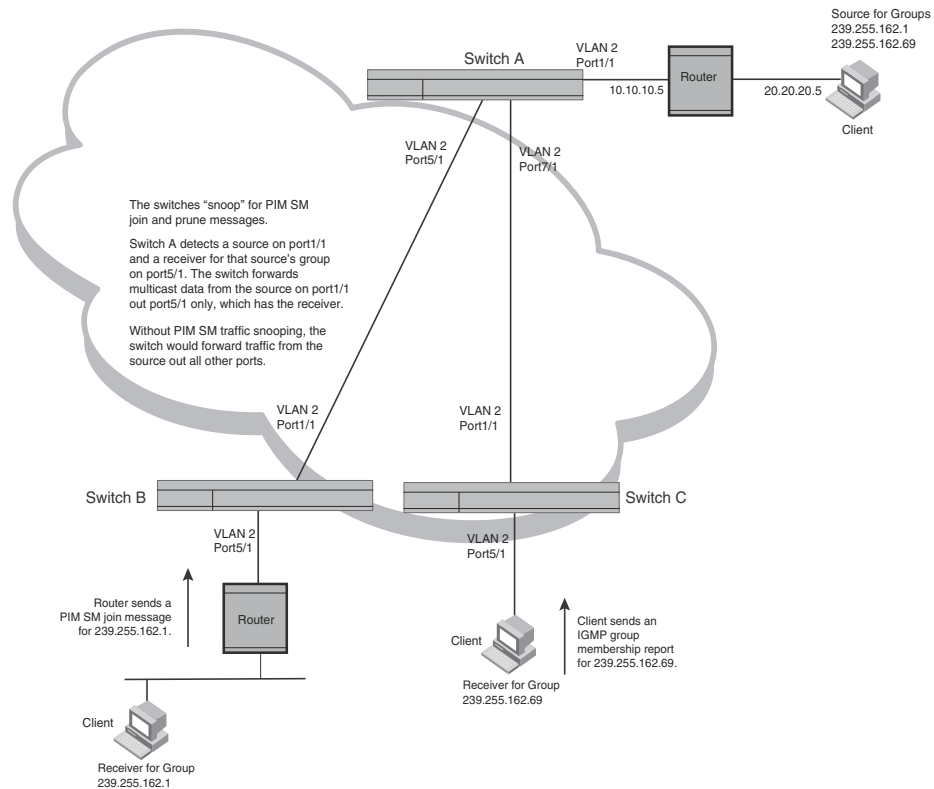 Source for Groups
239.255.162.1
239.255.162.69
VLAN 2
Port1/1
Switch A
Router
10.10.10.5
20.20.20.5
Client
VLAN 2
Port5/1
VLAN 2
Port7/1
The switches “snoop” for PIM SM
join and prune messages.
Switch A detects a source on port1/1
and a receiver for that source’s group
on port5/1. The switch forwards
multicast data from the source on port1/1
out port5/1 only, which has the receiver.
Without PIM SM traffic snooping, the
switch would forward traffic from the
source out all other ports.
VLAN 2
Port1/1
VLAN 2
Port1/1
Switch B
Switch C
VLAN 2
Port5/1
VLAN 2
Port5/1
Router sends a
PIM SM join message
for 239.255.162.1.
Router
Client
Client sends an
IGMP group
membership report
for 239.255.162.69.
Receiver for Group
239.255.162.69
Client
Receiver for Group
239.255.162.1